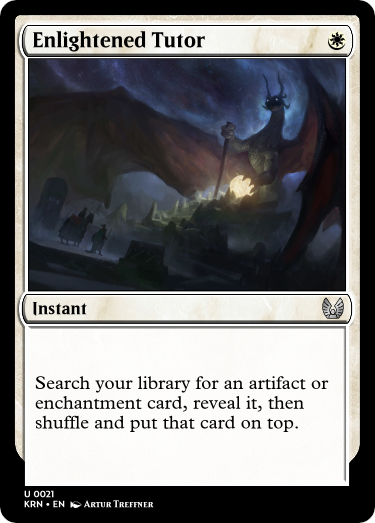 Enlightened Tutor
Instant
Search your library for an artifact or
enchantment card, reveal it, then
shuffle and put that card on top.
U 0021
KRN • EN Artur Treffner